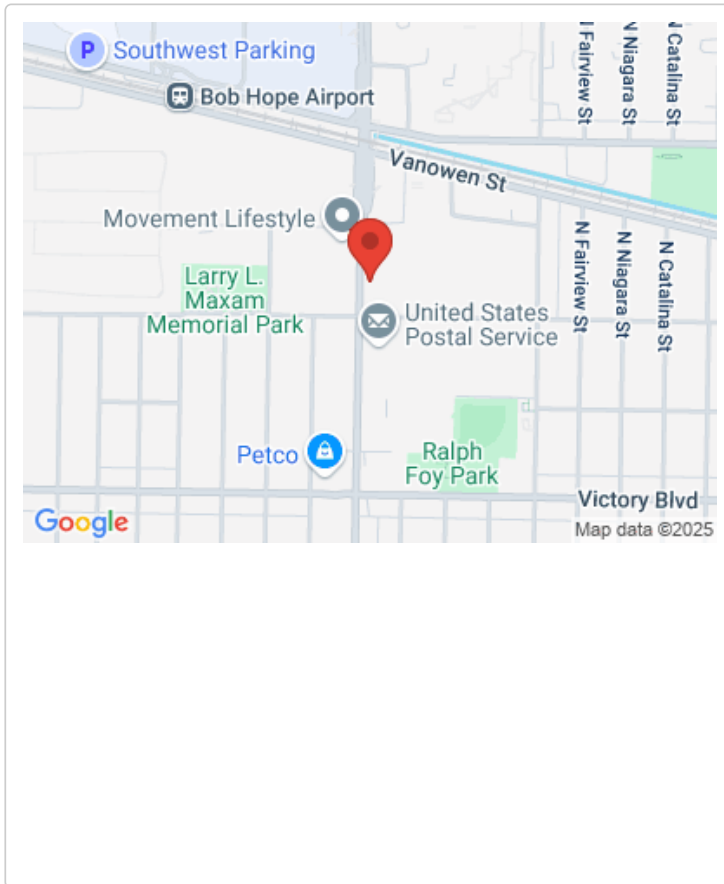 P
Southwest Parking
Bob Hope Airport
N Fairview St
N Niagara St
N Catalina St
Vanowen St
Movement Lifestyle
Larry L.
Maxam
Memorial Park
United States
Postal Service
N Fairview St
N Niagara St
N Catalina St
Petco
Ralph
Foy Park
Victory Blvd
Google
Map data ©2025